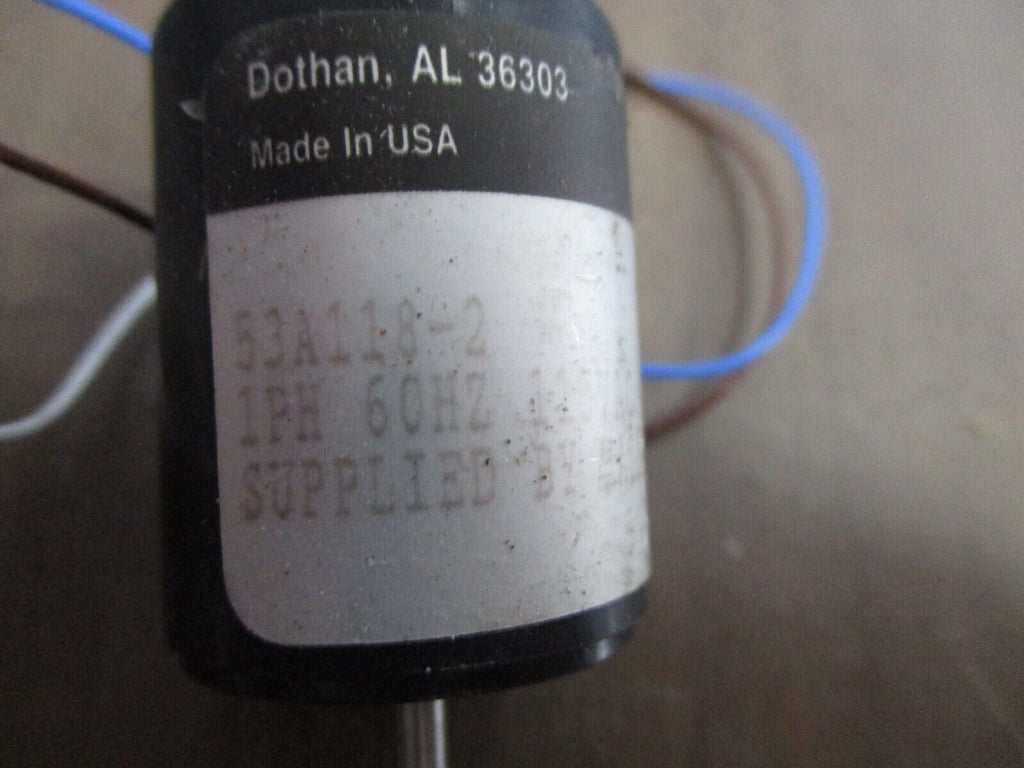 Dothan, AL 36303
Made In USA
53A118-2
1PH 60HZ
SUPPLIED BY